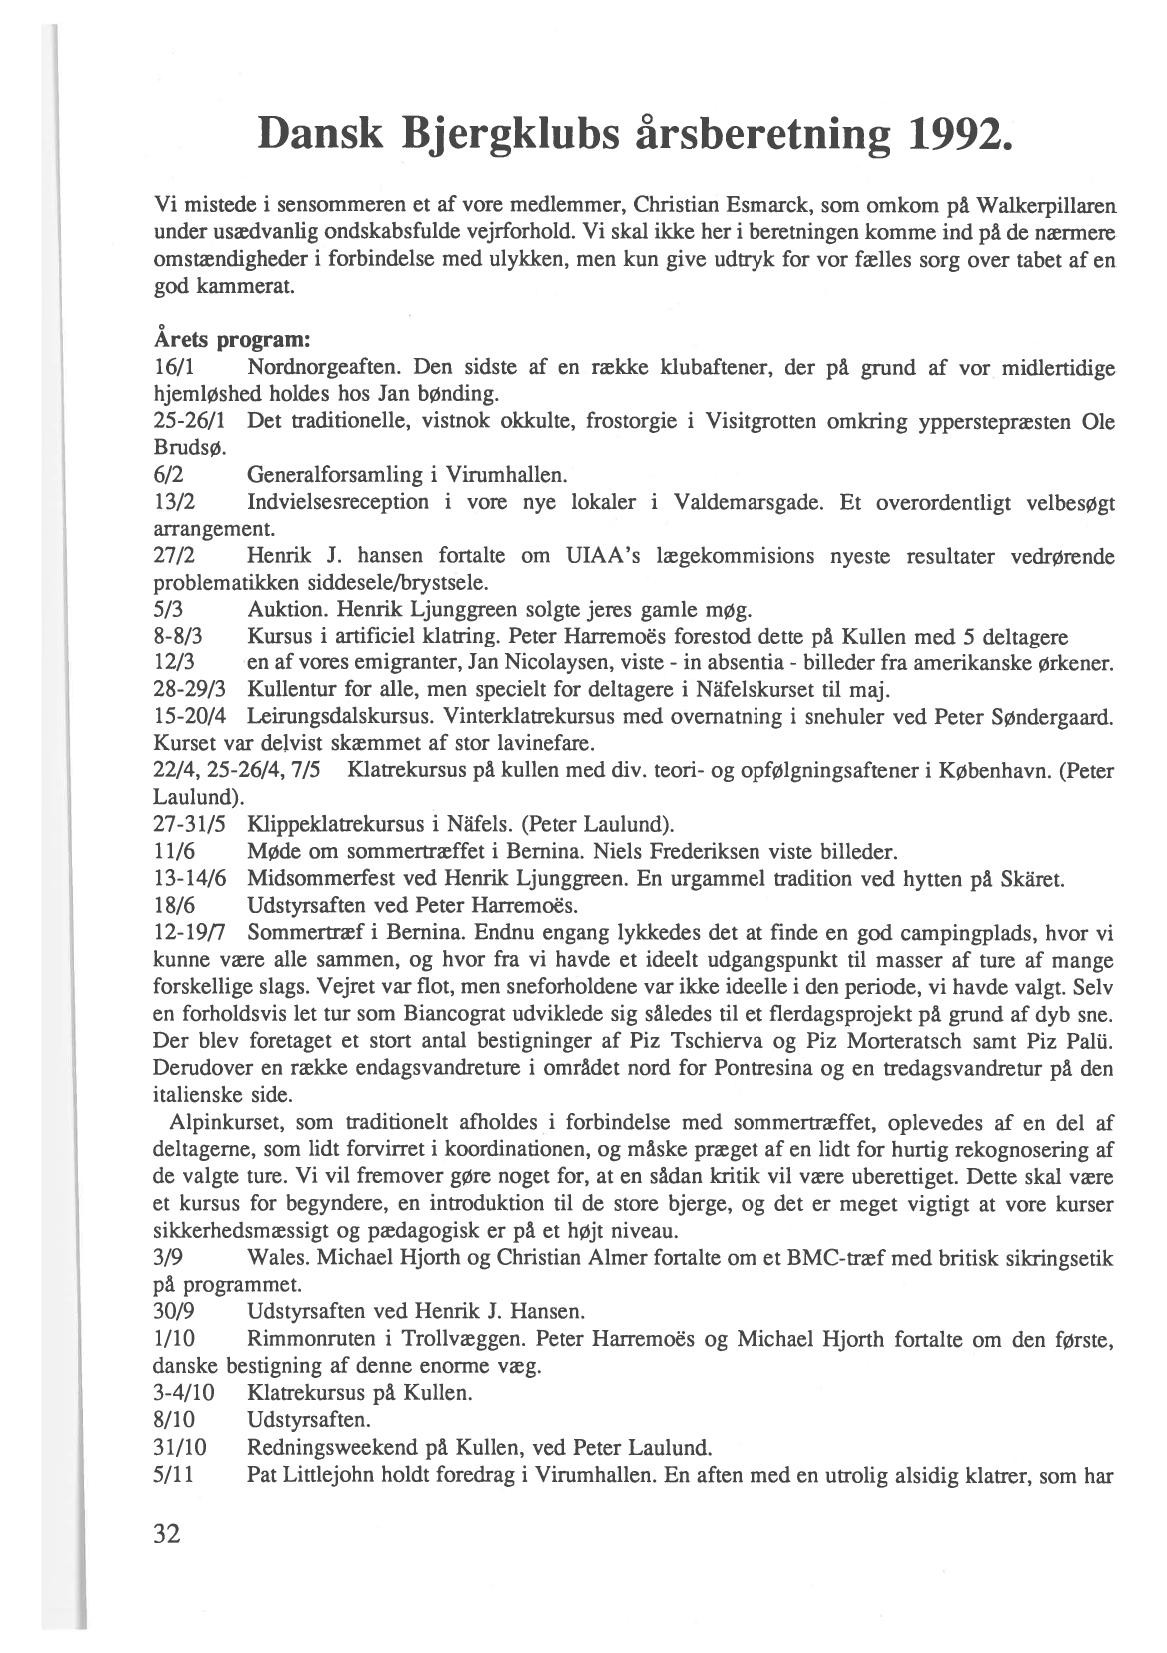 Dansk Bjergklubs årsberetning 1992.
Vi mistede i sensommeren et af vore medlemmer, Christian Esmarck, som omkom på Walkerpillaren
under usædvanlig ondskabsfulde vejrforhold. Vi skal ikke her i beretningen komme ind på de nærmere
omstændigheder i forbindelse med ulykken, men kun give udtryk for vor fælles sorg over tabet af en
god kammerat.
Årets program:
16/1 Nordnorgeaften. Den sidste af en række klubaftener, der på grund af vor midlertidige
hjemløshed holdes hos Jan bønding.
25-26/1 Det traditionelle, vistnok okkulte, frostorgie i Visitgrotten omkring ypperstepræsten Ole
Brudsø.
6/2 Generalforsamling i Virumhallen.
13/2 Indvielsesreception i vore nye lokaler i Valdemarsgade. Et overordentligt velbesøgt
arrangement.
27/2 Henrik J. hansen fortalte om UIAA's lægekommisions nyeste resultater vedrørende
problematikken siddesele/brystsele.
5/3 Auktion. Henrik Ljunggreen solgte jeres gamle møg.
8-8/3 Kursus i artificiel klatring. Peter Harremoës forestod dette på Kullen med 5 deltagere
12/3 en af vores emigranter, Jan Nicolaysen, viste - in absentia - billeder fra amerikanske ørkener.
28-29/3 Kullentur for alle, men specielt for deltagere i Näfelskurset til maj.
15-20/4 Leirungsdalskursus. Vinterklatrekursus med overnatning i snehuler ved Peter Søndergaard.
Kurset var delvist skæmmet af stor lavinefare.
22/4, 25-26/4, 7/5 Klatrekursus på kullen med div. teori- og opfølgningsaftener i København. (Peter
Laulund).
27-31/5 Klippeklatrekursus i Näfels. (Peter Laulund).
11/6 Møde om sommertræffet i Bernina. Niels Frederiksen viste billeder.
13-14/6 Midsommerfest ved Henrik Ljunggreen. En urgammel tradition ved hytten på Skäret.
18/6 Udstyrsaften ved Peter Harremoës.
12-19/7 Sommertræf i Bernina. Endnu engang lykkedes det at finde en god campingplads, hvor vi
kunne være alle sammen, og hvor fra vi havde et ideelt udgangspunkt til masser af ture af mange
forskellige slags. Vejret var flot, men sneforholdene var ikke ideelle i den periode, vi havde valgt. Selv
en forholdsvis let tur som Biancograt udviklede sig således til et flerdagsprojekt på grund af dyb sne.
Der blev foretaget et stort antal bestigninger af Piz Tschierva og Piz Morteratsch samt Piz Palü.
Derudover en række endagsvandreture i området nord for Pontresina og en tredagsvandretur på den
italienske side.
Alpinkurset, som traditionelt afholdes i forbindelse med sommertræffet, oplevedes af en del af
deltagerne, som lidt forvirret i koordinationen, og måske præget af en lidt for hurtig rekognosering af
de valgte ture. Vi vil fremover gøre noget for, at en sådan kritik vil være uberettiget. Dette skal være
et kursus for begyndere, en introduktion til de store bjerge, og det er meget vigtigt at vore kurser
sikkerhedsmæssigt og pædagogisk er på et højt niveau.
3/9 Wales. Michael Hjorth og Christian Almer fortalte om et BMC-træf med britisk sikringsetik
på programmet.
30/9 Udstyrsaften ved Henrik J. Hansen.
1/10 Rimmonruten i Trollvæggen. Peter Harremoës og Michael Hjorth fortalte om den første,
danske bestigning af denne enorme væg.
3-4/10 Klatrekursus på Kullen.
8/10 Udstyrsaften.
31/10 Redningsweekend på Kullen, ved Peter Laulund.
5/11 Pat Littlejohn holdt foredrag i Virumhallen. En aften med en utrolig alsidig klatrer, som har
32